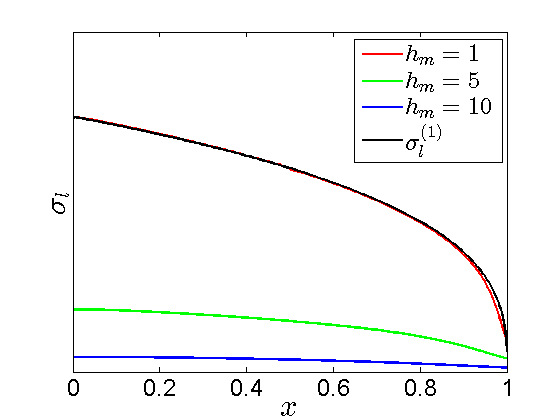 h_m = 1
h_m = 5
h_m = 10
σ_l^(1)
σ_l
0 0.2 0.4 0.6 0.8 1
x